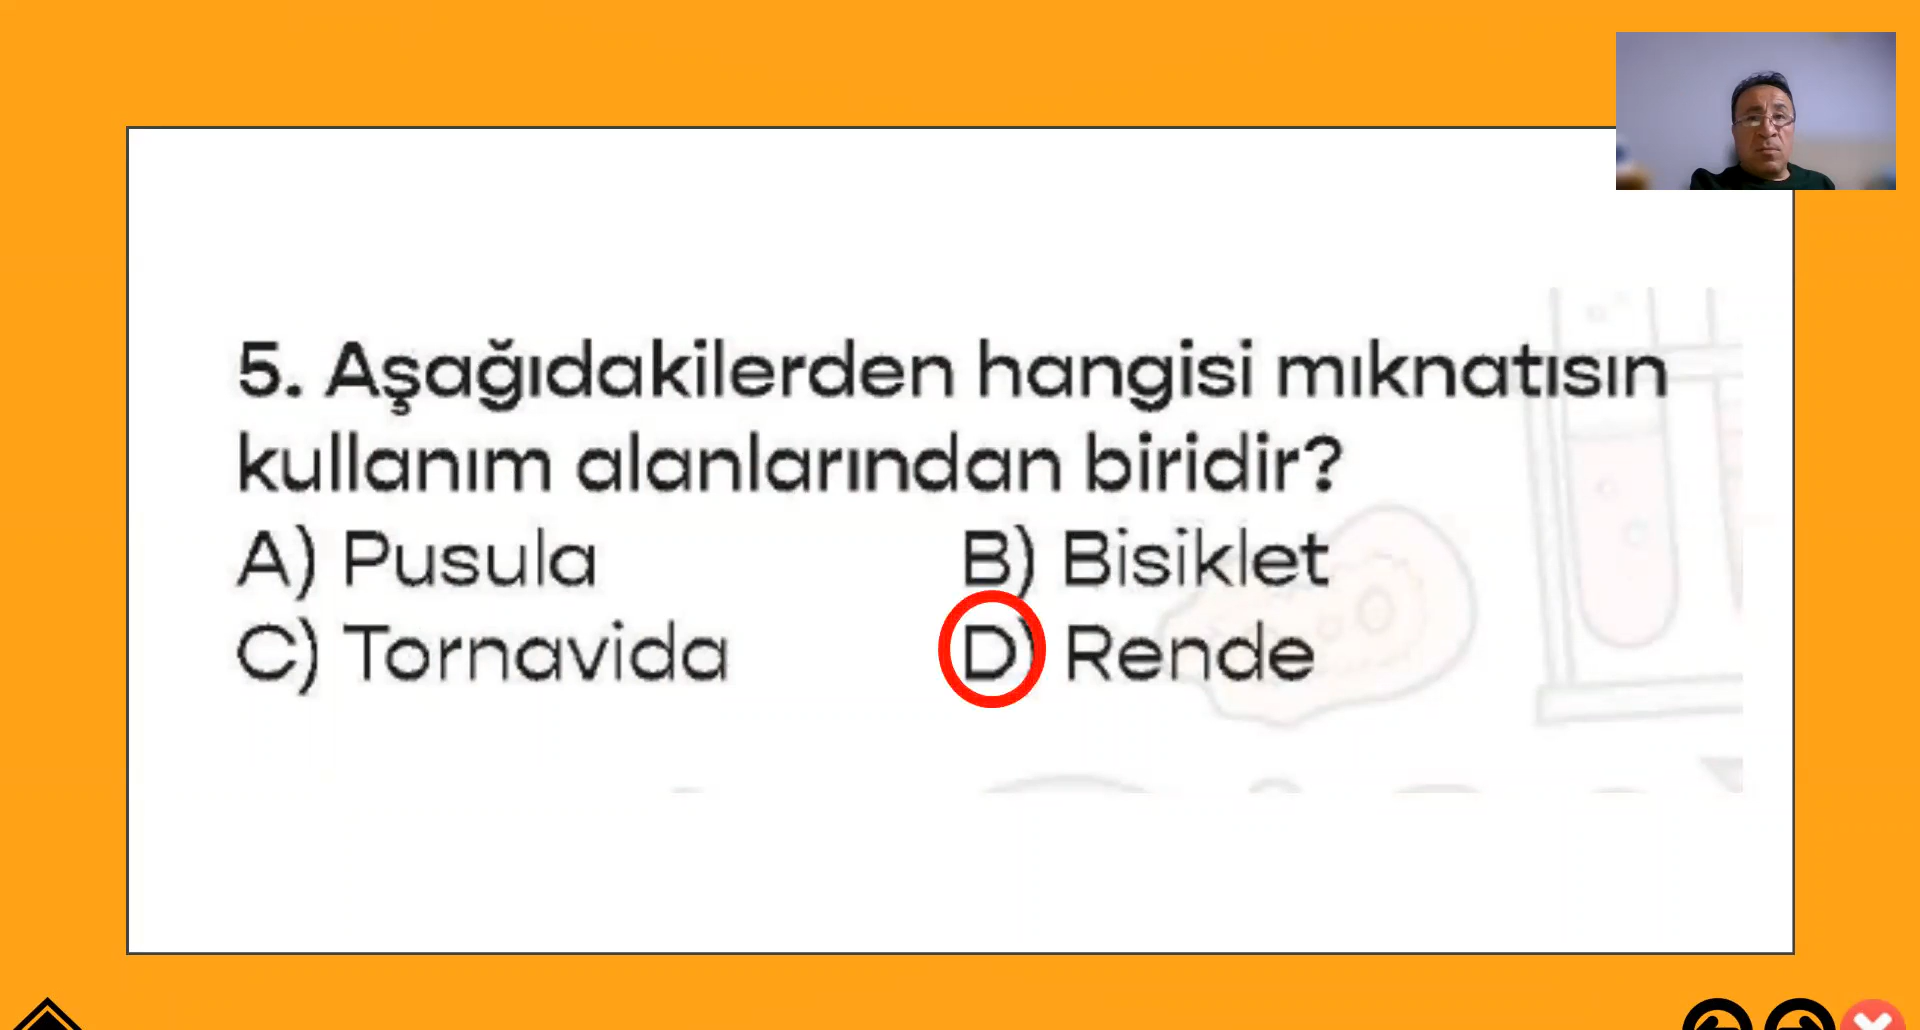 5. Aşağıdakilerden hangisi mıknatısın
kullanım alanlarından biridir?
A) Pusula B) Bisiklet
C) Tornavida D) Rende